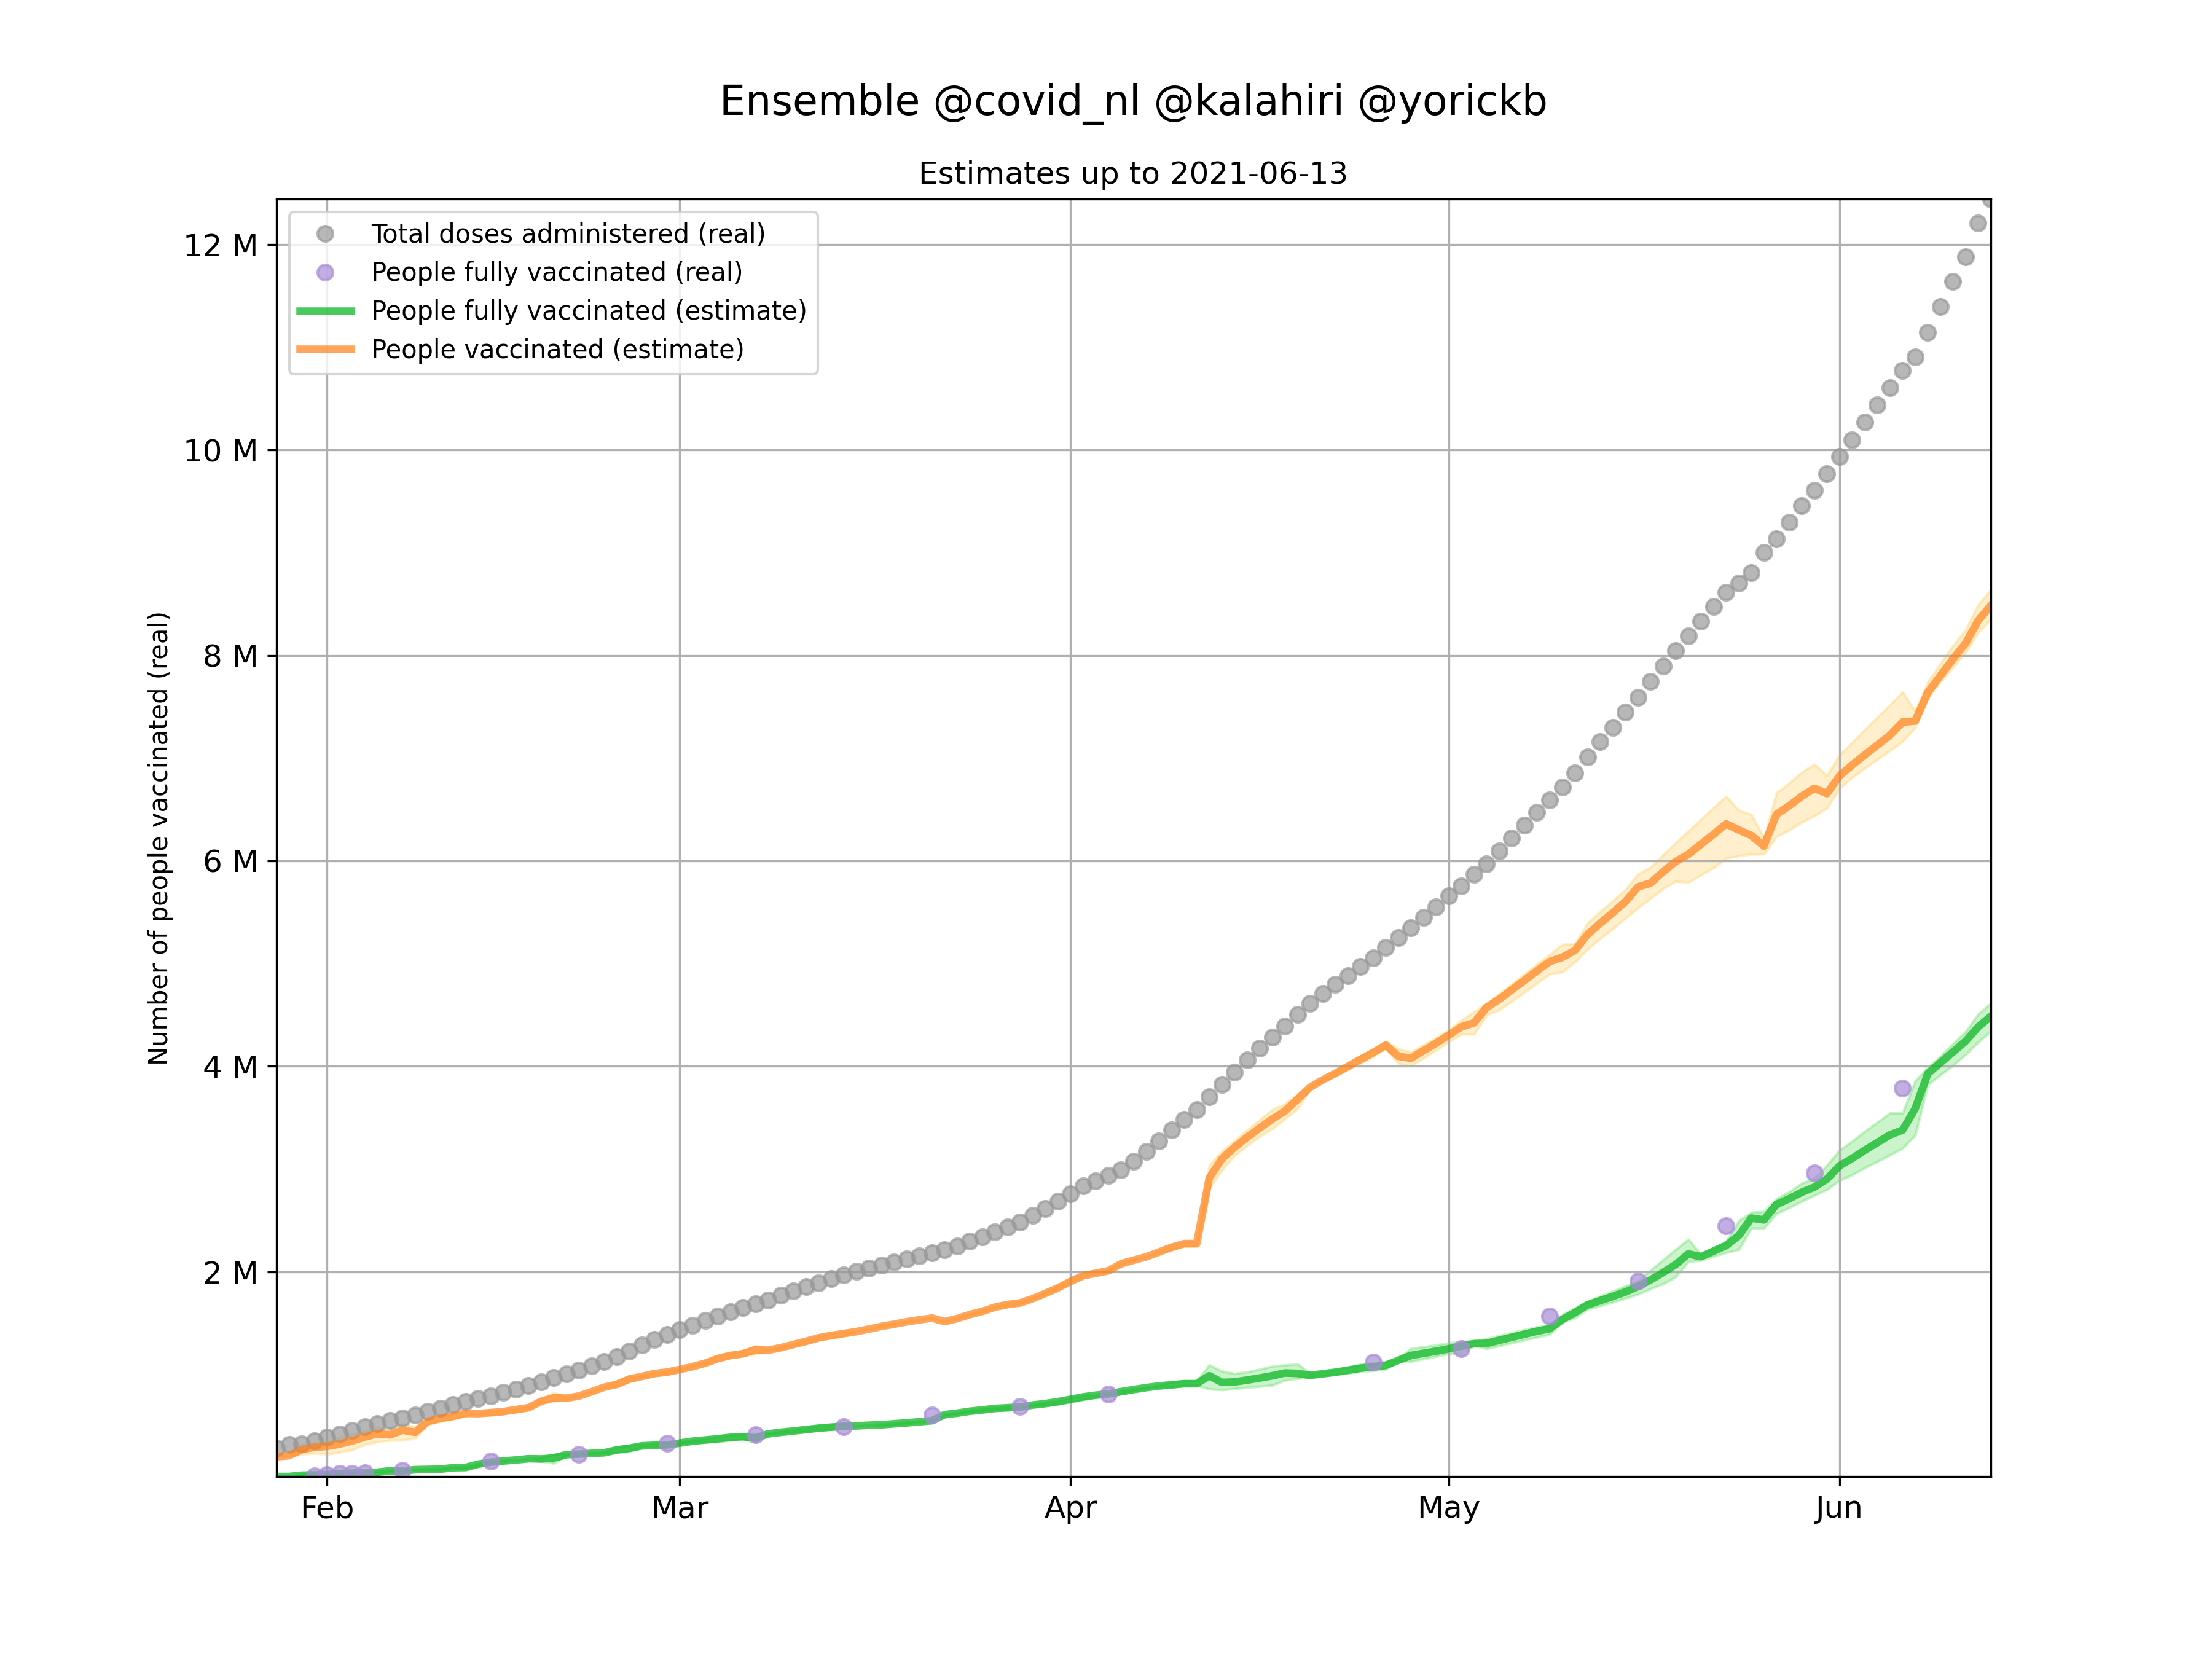 Ensemble @covid_nl @kalahiri @yorickb
Estimates up to 2021-06-13
Total doses administered (real)
People fully vaccinated (real)
People fully vaccinated (estimate)
People vaccinated (estimate)
12 M
10 M
8 M
6 M
4 M
2 M
Number of people vaccinated (real)
Feb
Mar
Apr
May
Jun